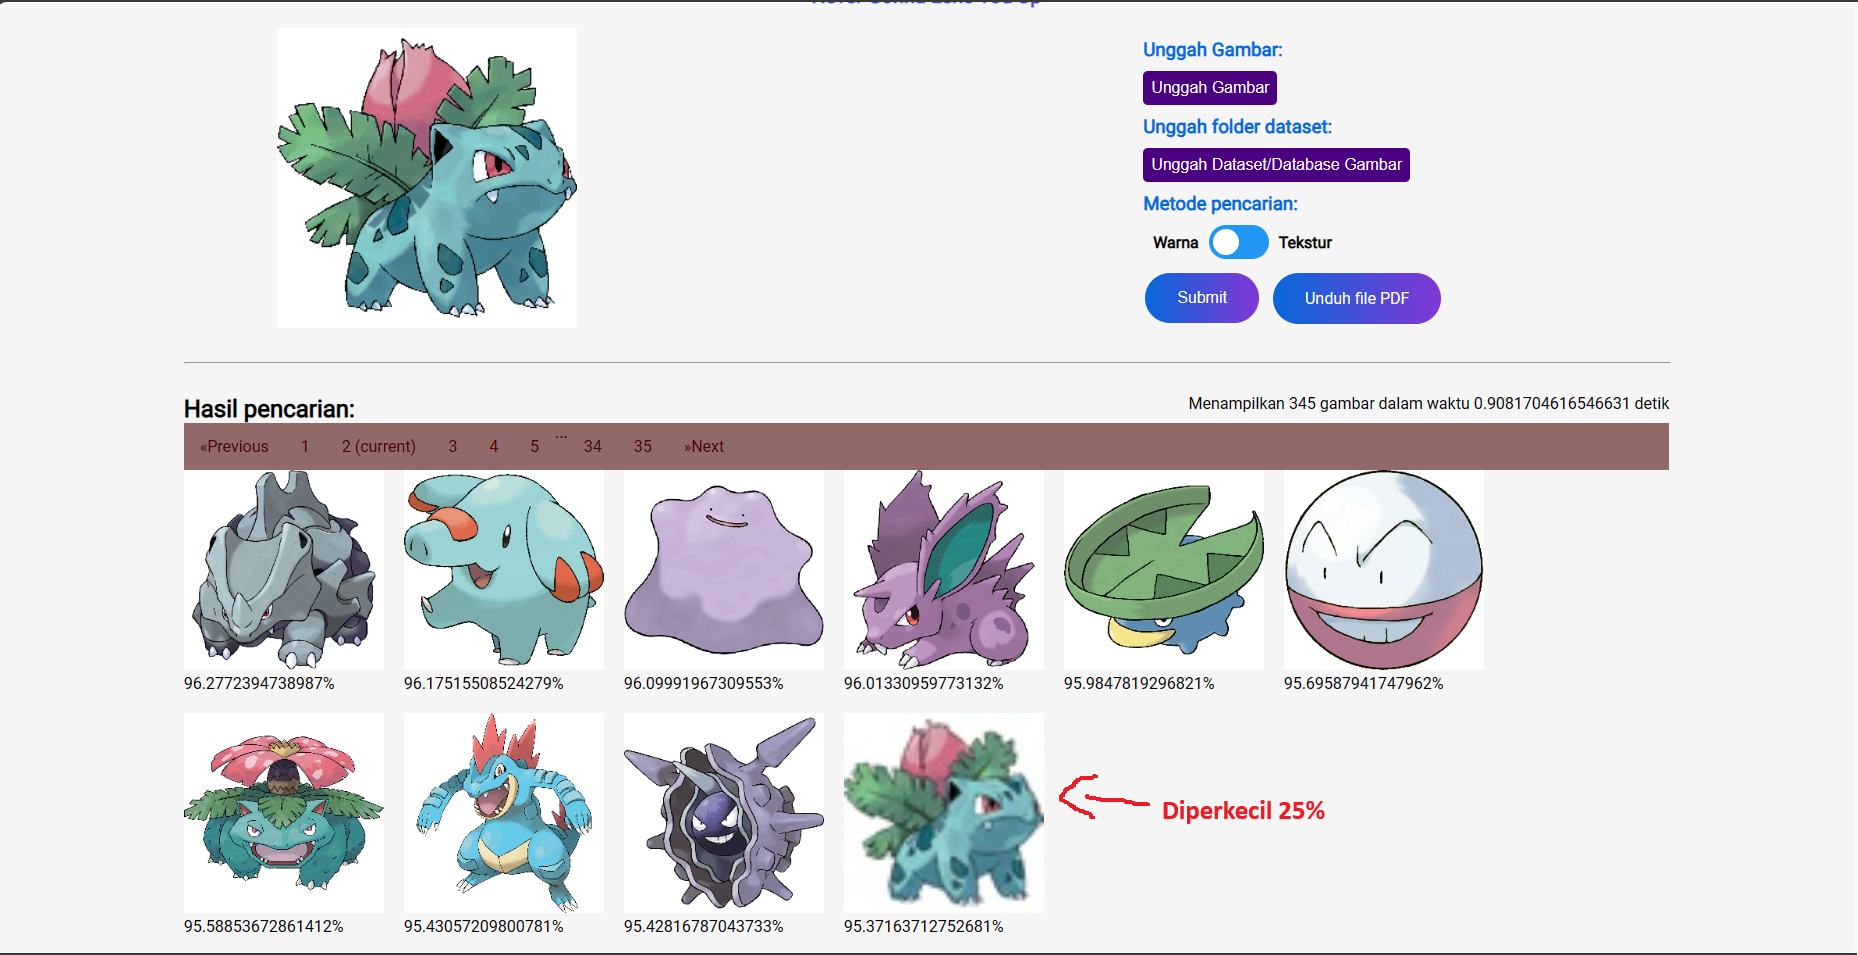 Unggah Gambar:
Unggah Gambar
Unggah folder dataset:
Unggah Dataset/Database Gambar
Metode pencarian:
Warna Tekstur
Submit Unduh file PDF
Hasil pencarian:
Menampilkan 345 gambar dalam waktu 0.9081704616546631 detik
«Previous 1 2 (current) 3 4 5 ... 34 35 »Next
96.2772394738987% 96.17515508524279% 96.09991967309553% 96.01330959773132% 95.9847819296821% 95.69587941747962%
Diperkecil 25%
95.58853672861412% 95.43057209800781% 95.42816787043733% 95.37163712752681%